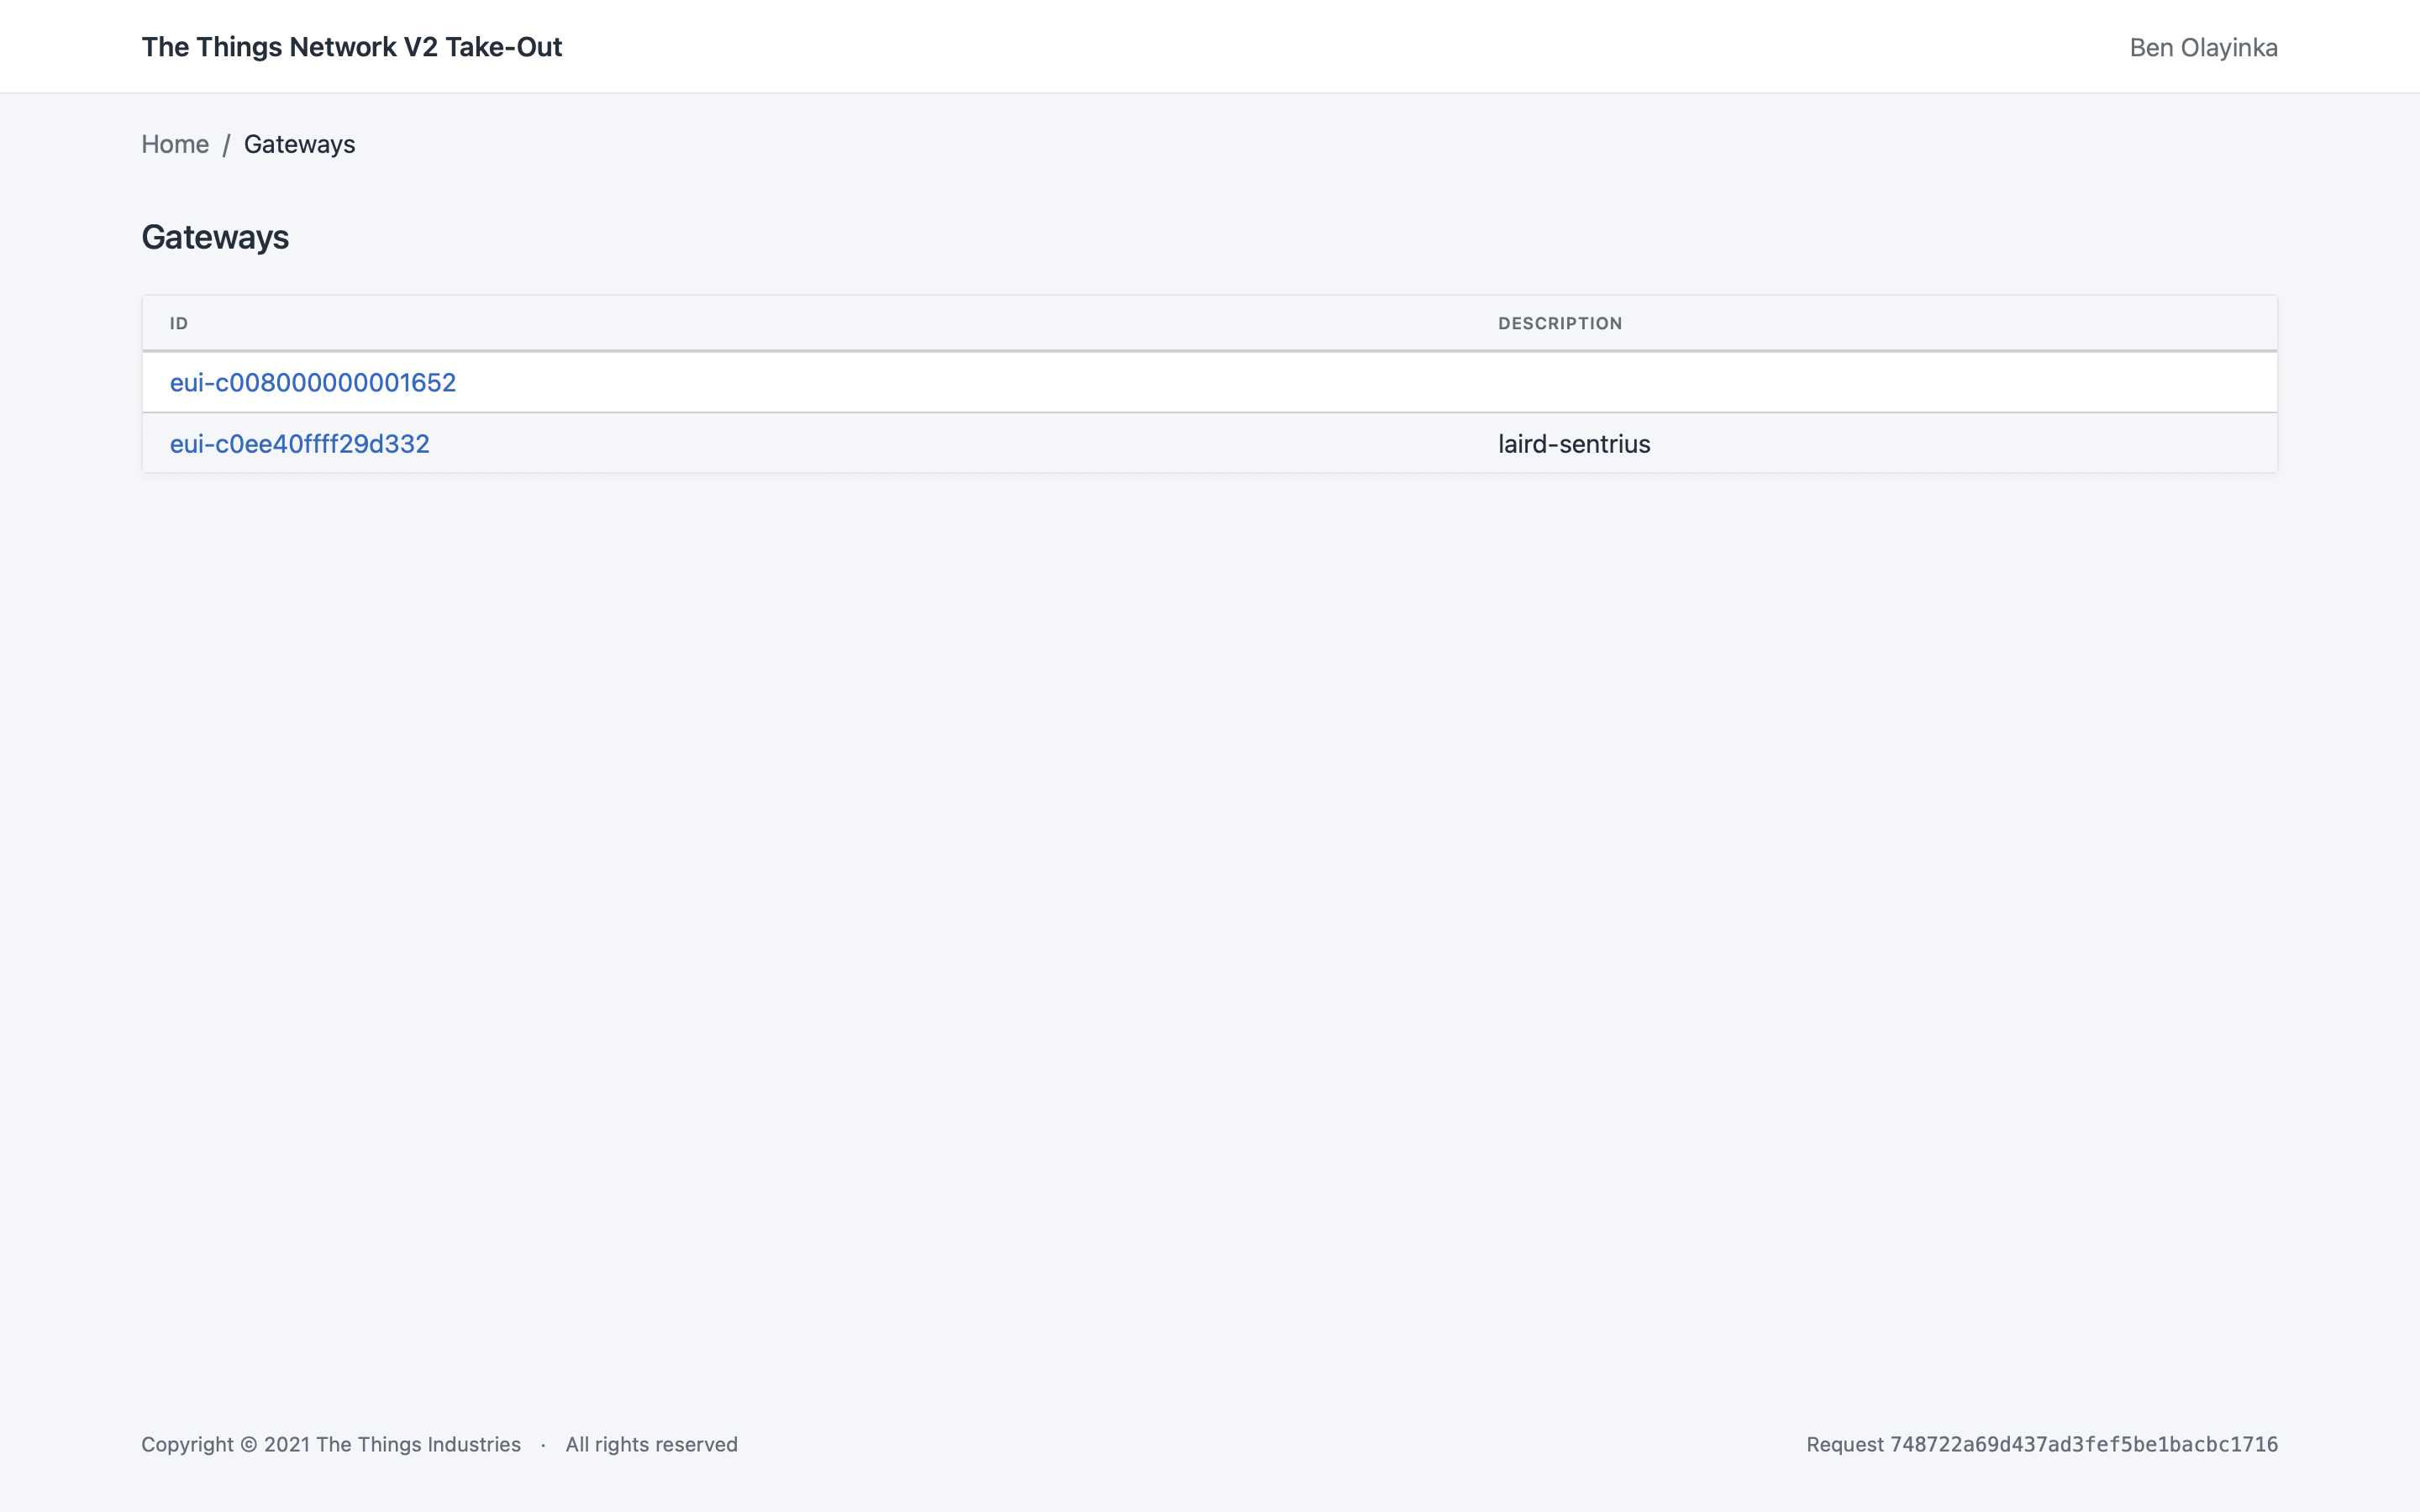 The Things Network V2 Take-Out
Ben Olayinka
Home / Gateways
Gateways
ID DESCRIPTION
eui-c008000000001652
eui-c0ee40ffff29d332 laird-sentrius
Copyright © 2021 The Things Industries · All rights reserved
Request 748722a69d437ad3fef5be1bacbc1716